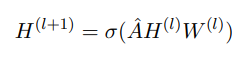 H^{(l+1)} = σ(ÂH^{(l)}W^{(l)})